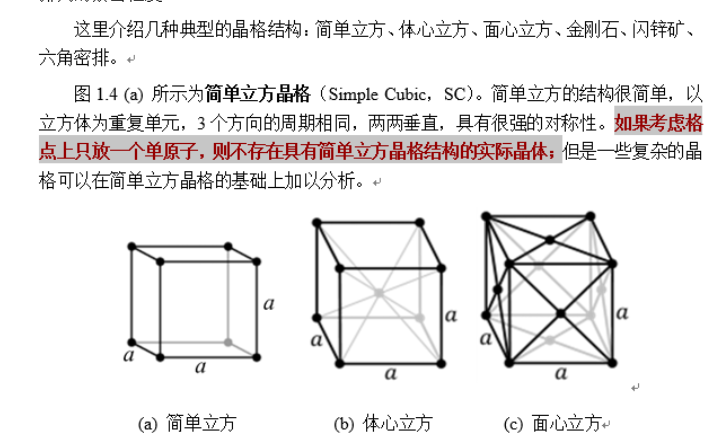 这里介绍几种典型的晶格结构：简单立方、体心立方、面心立方、金刚石、闪锌矿、
六角密排。
图1.4 (a) 所示为简单立方晶格（Simple Cubic，SC）。简单立方的结构很简单，以
立方体为重复单元，3个方向的周期相同，两两垂直，具有很强的对称性。如果考虑格
点上只放一个单原子，则不存在具有简单立方晶格结构的实际晶体；但是一些复杂的晶
格可以在简单立方晶格的基础上加以分析。
a
a
a
a
a
a
a
a
a
(a) 简单立方
(b) 体心立方
(c) 面心立方